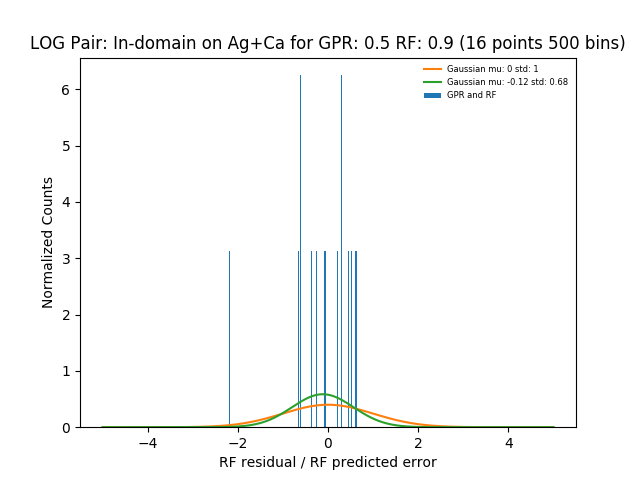 LOG Pair: In-domain on Ag+Ca for GPR: 0.5 RF: 0.9 (16 points 500 bins)
Gaussian mu: 0 std: 1
Gaussian mu: -0.12 std: 0.68
GPR and RF
Normalized Counts
6
5
4
3
2
1
0
−4
−2
0
2
4
RF residual / RF predicted error